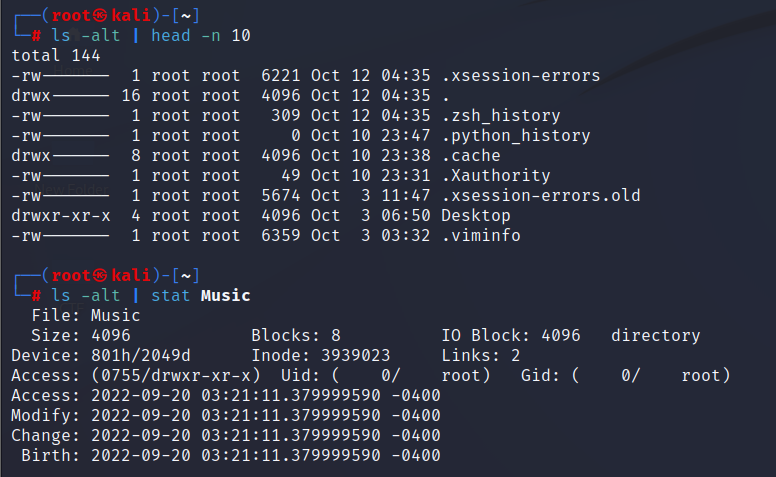 ┌──(root㉿kali)-[~]
└─# ls -alt | head -n 10
total 144
-rw-------  1 root root  6221 Oct 12 04:35 .xsession-errors
drwx------ 16 root root  4096 Oct 12 04:35 .
-rw-------  1 root root   309 Oct 12 04:35 .zsh_history
-rw-------  1 root root     0 Oct 10 23:47 .python_history
drwx------  8 root root  4096 Oct 10 23:38 .cache
-rw-------  1 root root    49 Oct 10 23:31 .Xauthority
-rw-------  1 root root  5674 Oct  3 11:47 .xsession-errors.old
drwxr-xr-x  4 root root  4096 Oct  3 06:50 Desktop
-rw-------  1 root root  6359 Oct  3 03:32 .viminfo
┌──(root㉿kali)-[~]
└─# ls -alt | stat Music
  File: Music
  Size: 4096            Blocks: 8          IO Block: 4096   directory
Device: 801h/2049d      Inode: 3939023     Links: 2
Access: (0755/drwxr-xr-x)  Uid: (    0/    root)   Gid: (    0/    root)
Access: 2022-09-20 03:21:11.379999590 -0400
Modify: 2022-09-20 03:21:11.379999590 -0400
Change: 2022-09-20 03:21:11.379999590 -0400
 Birth: 2022-09-20 03:21:11.379999590 -0400